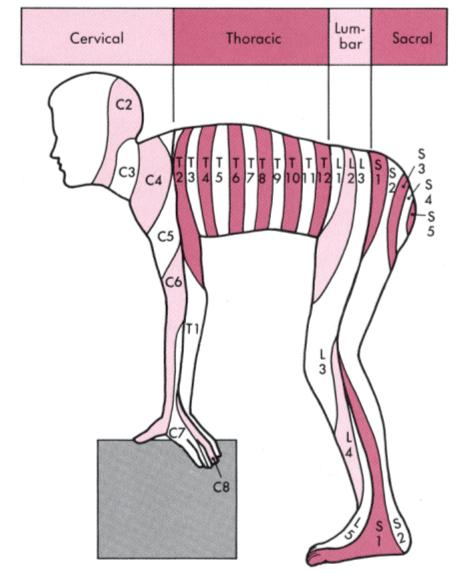 Cervical
Thoracic
Lum-
bar
Sacral
C2
C3
C4
C5
C6
T1
C7
C8
T T T T T T T T T T T L L L S S
2 3 4 5 6 7 8 9 10 11 12 1 2 3 1 2
S
3
S
4
S
5
L
3
L
4
L
5
S
1
S
2